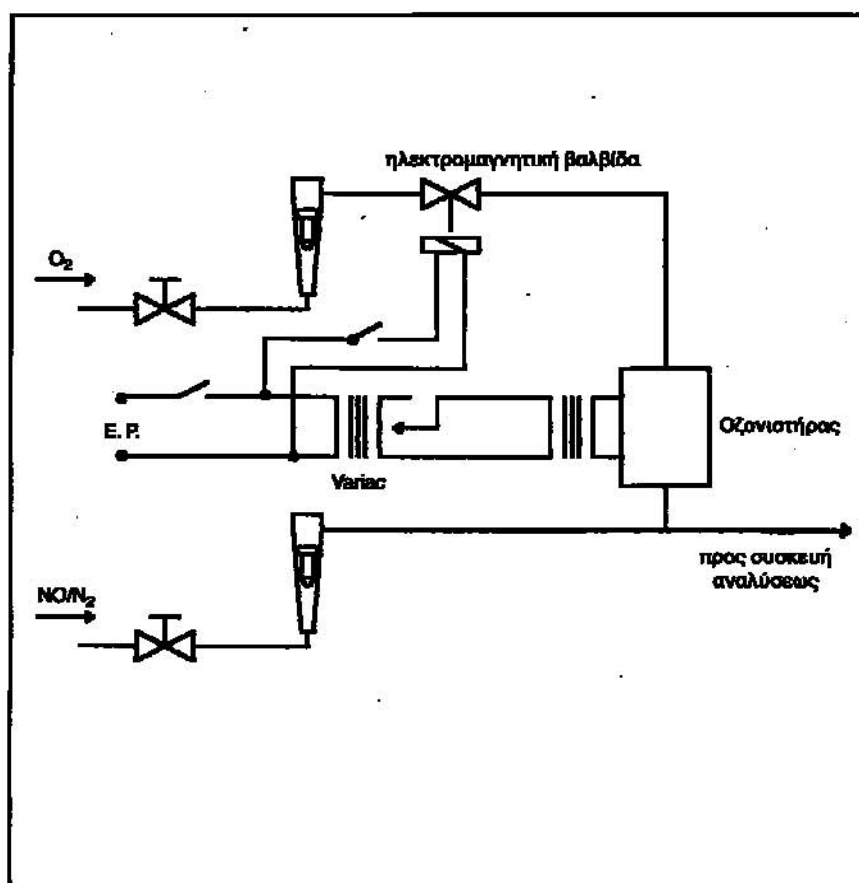 ηλεκτρομαγνητική βαλβίδα
O₂
E. P.
Variac
Οζονιστήρας
NO/N₂
προς συσκευή
αναλύσεως